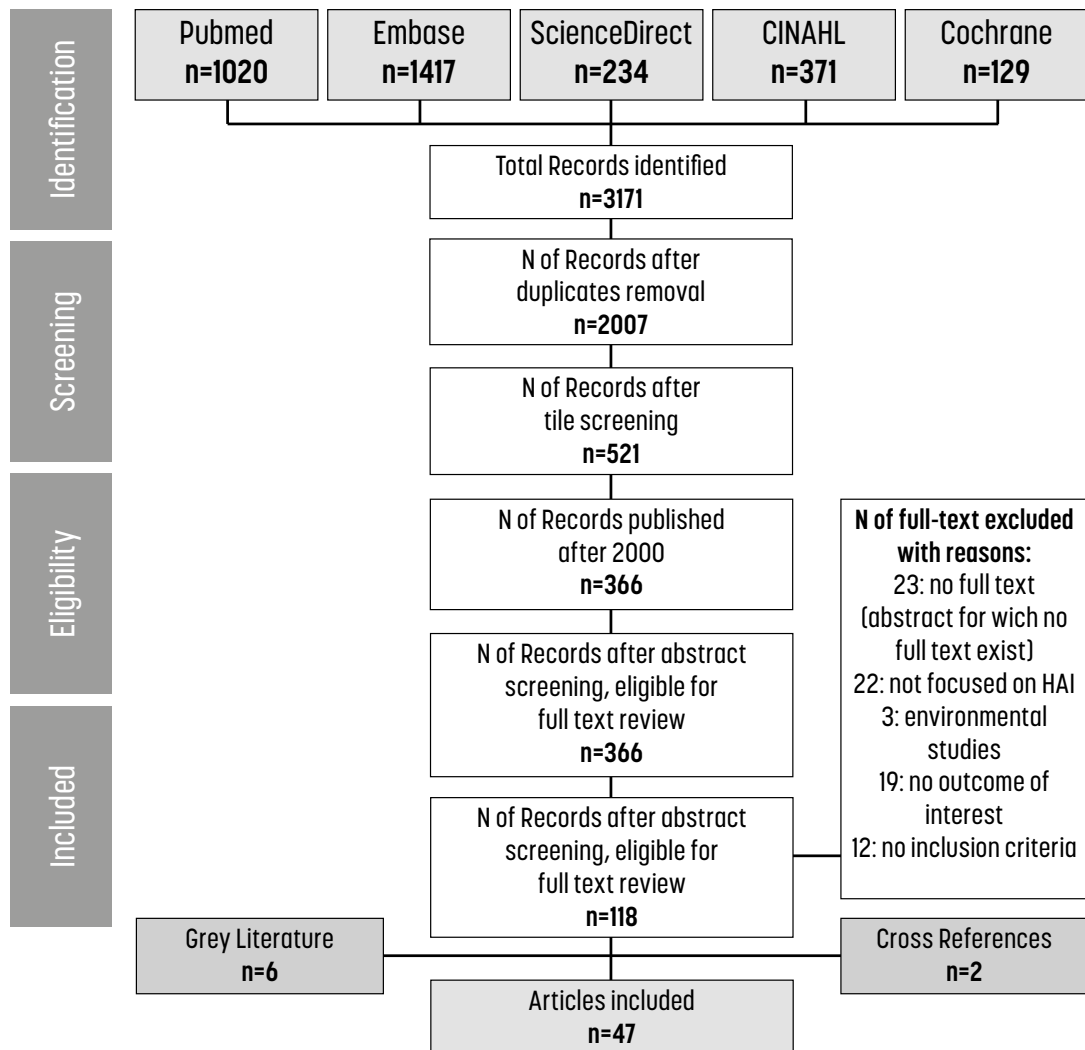 Identification
Screening
Eligibility
Included
Pubmed
n=1020
Embase
n=1417
ScienceDirect
n=234
CINAHL
n=371
Cochrane
n=129
Total Records identified
n=3171
N of Records after
duplicates removal
n=2007
N of Records after
tile screening
n=521
N of Records published
after 2000
n=366
N of Records after abstract
screening, eligible for
full text review
n=366
N of Records after abstract
screening, eligible for
full text review
n=118
N of full-text excluded
with reasons:
23: no full text
(abstract for wich no
full text exist)
22: not focused on HAI
3: environmental
studies
19: no outcome of
interest
12: no inclusion criteria
Grey Literature
n=6
Cross References
n=2
Articles included
n=47